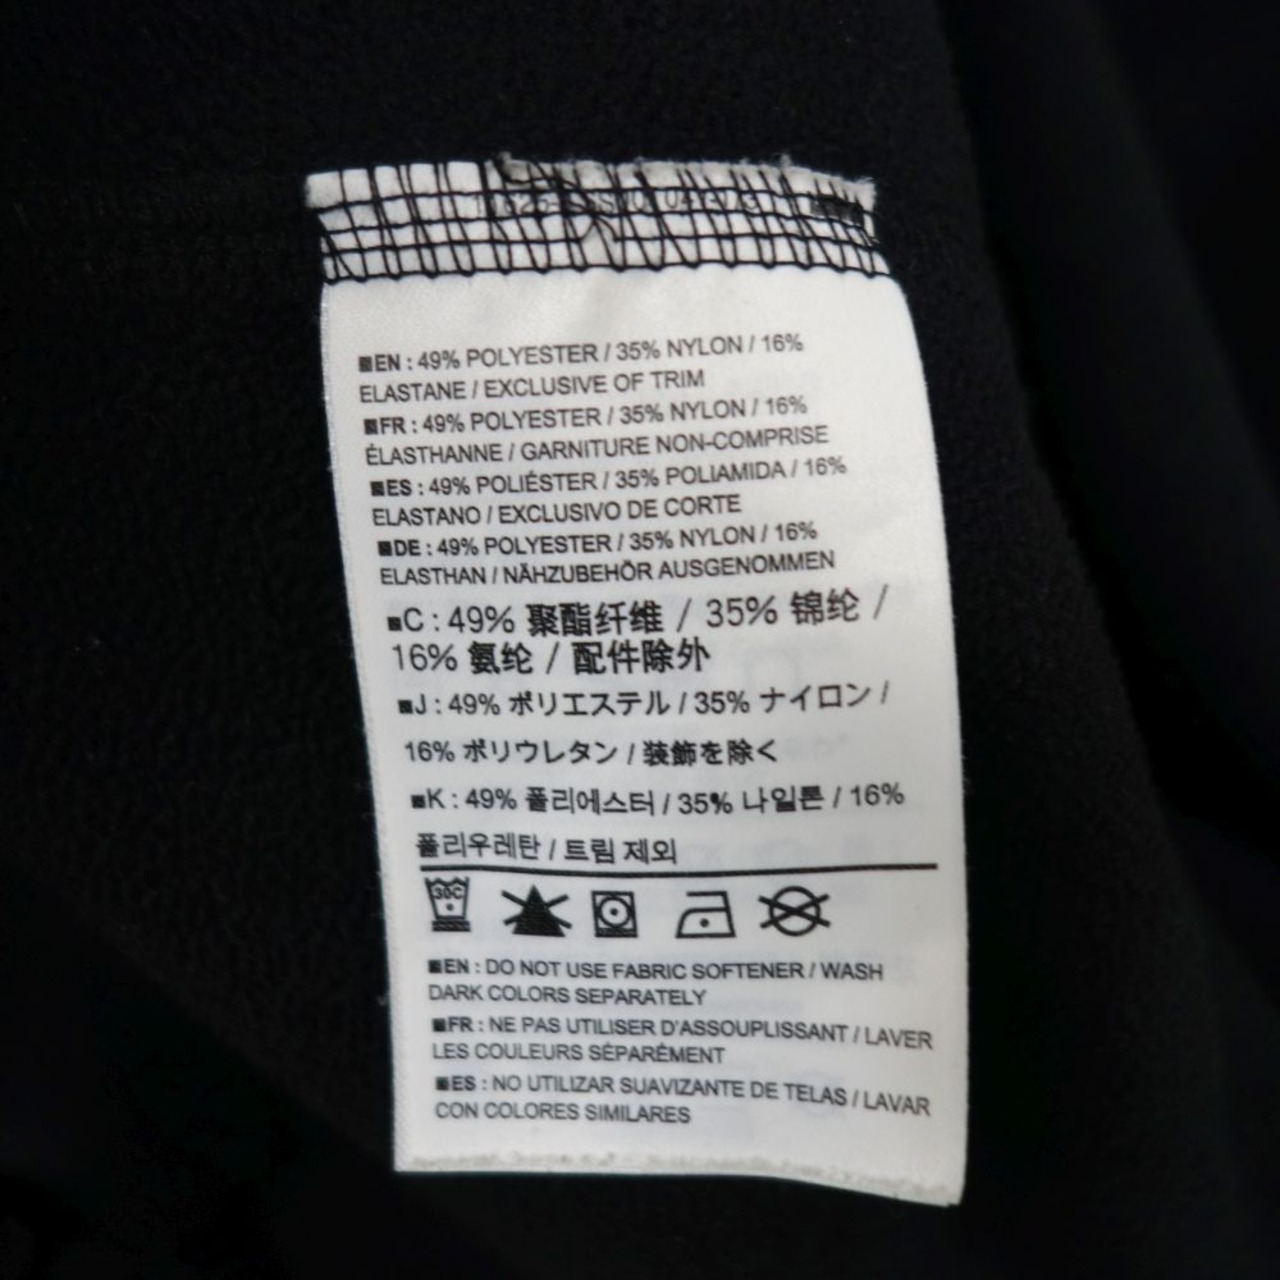 EN : 49% POLYESTER / 35% NYLON / 16%
ELASTANE / EXCLUSIVE OF TRIM
FR : 49% POLYESTER / 35% NYLON / 16%
ÉLASTHANNE / GARNITURE NON-COMPRISE
ES : 49% POLIÉSTER / 35% POLIAMIDA / 16%
ELASTANO / EXCLUSIVO DE CORTE
DE : 49% POLYESTER / 35% NYLON / 16%
ELASTHAN / NÄHZUBEHÖR AUSGENOMMEN
C : 49% 聚酯纤维 / 35% 锦纶 /
16% 氨纶 / 配件除外
J : 49% ポリエステル / 35% ナイロン /
16% ポリウレタン / 装飾を除く
K : 49% 폴리에스터 / 35% 나일론 / 16%
폴리우레탄 / 트림 제외
30C
EN : DO NOT USE FABRIC SOFTENER / WASH
DARK COLORS SEPARATELY
FR : NE PAS UTILISER D'ASSOUPLISSANT / LAVER
LES COULEURS SÉPARÉMENT
ES : NO UTILIZAR SUAVIZANTE DE TELAS / LAVAR
CON COLORES SIMILARES